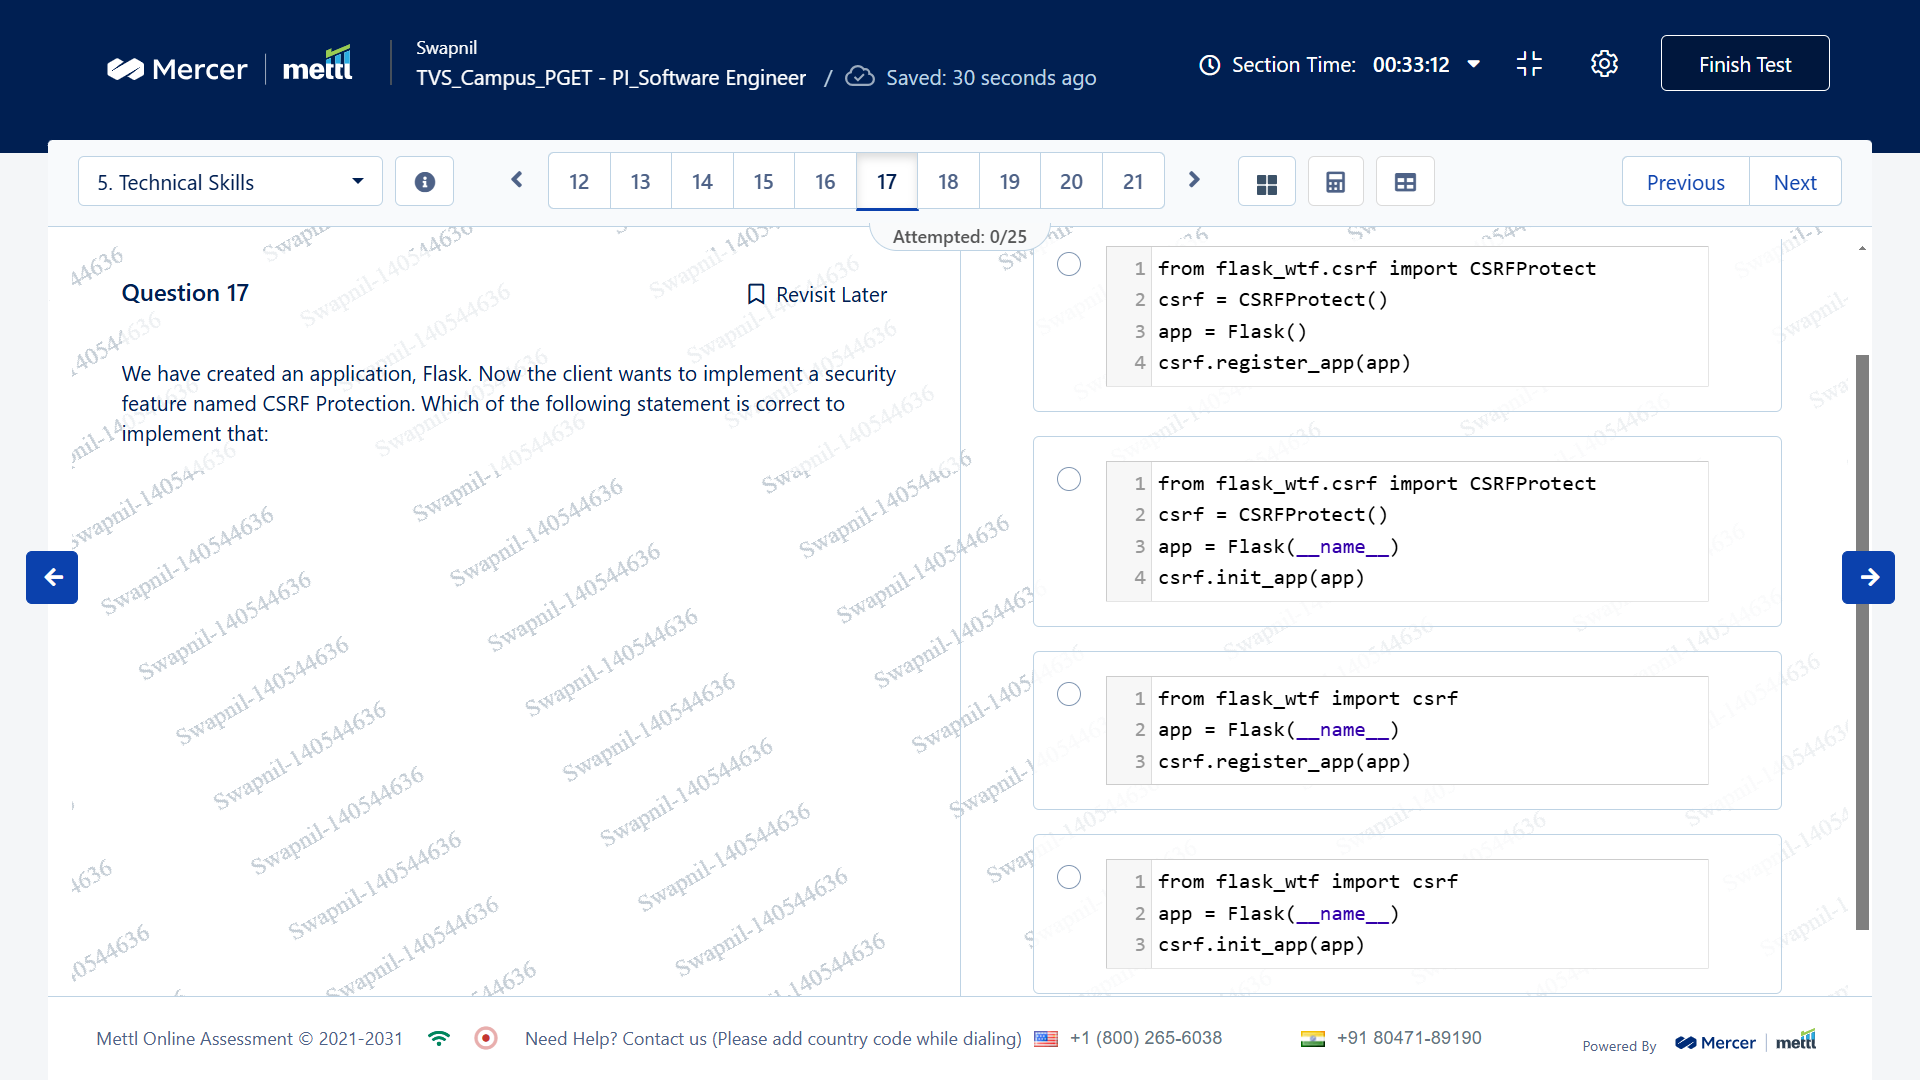 Mercer | mettl
Swapnil
TVS_Campus_PGET - PI_Software Engineer / Saved: 30 seconds ago
Section Time: 00:33:12
Finish Test
5. Technical Skills
12 13 14 15 16 17 18 19 20 21
Previous Next
Attempted: 0/25
Question 17
Revisit Later
We have created an application, Flask. Now the client wants to implement a security
feature named CSRF Protection. Which of the following statement is correct to
implement that:
1 from flask_wtf.csrf import CSRFProtect
2 csrf = CSRFProtect()
3 app = Flask()
4 csrf.register_app(app)
1 from flask_wtf.csrf import CSRFProtect
2 csrf = CSRFProtect()
3 app = Flask(__name__)
4 csrf.init_app(app)
1 from flask_wtf import csrf
2 app = Flask(__name__)
3 csrf.register_app(app)
1 from flask_wtf import csrf
2 app = Flask(__name__)
3 csrf.init_app(app)
Swapnil-140544636
Mettl Online Assessment © 2021-2031
Need Help? Contact us (Please add country code while dialing) +1 (800) 265-6038 +91 80471-89190
Powered By Mercer | mettl